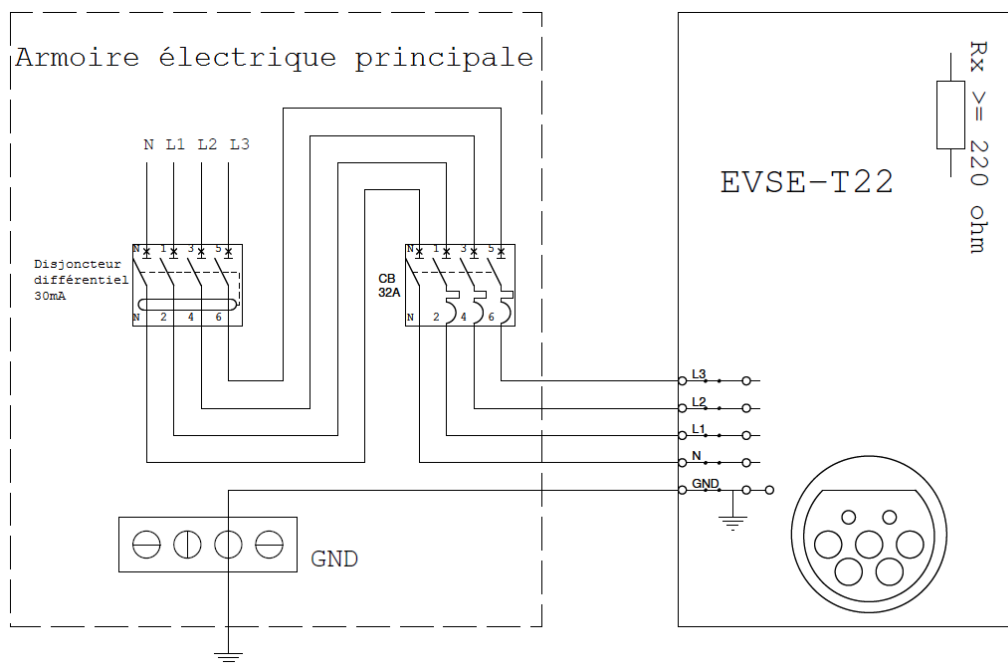 Armoire électrique principale
N L1 L2 L3
N 1 3 5
Disjoncteur
différentiel
30mA
N 2 4 6
N 1 3 5
CB
32A
N 2 4 6
GND
EVSE-T22
Rx >= 220 ohm
L3
L2
L1
N
GND